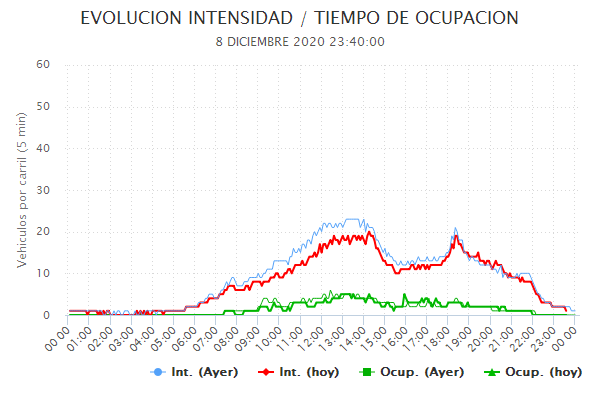 EVOLUCION INTENSIDAD / TIEMPO DE OCUPACION
8 DICIEMBRE 2020 23:40:00
Vehiculos por carril (5 min)
60
50
40
30
20
10
0
00:00 01:00 02:00 03:00 04:00 05:00 06:00 07:00 08:00 09:00 10:00 11:00 12:00 13:00 14:00 15:00 16:00 17:00 18:00 19:00 20:00 21:00 22:00 23:00 00:00
Int. (Ayer) Int. (hoy) Ocup. (Ayer) Ocup. (hoy)